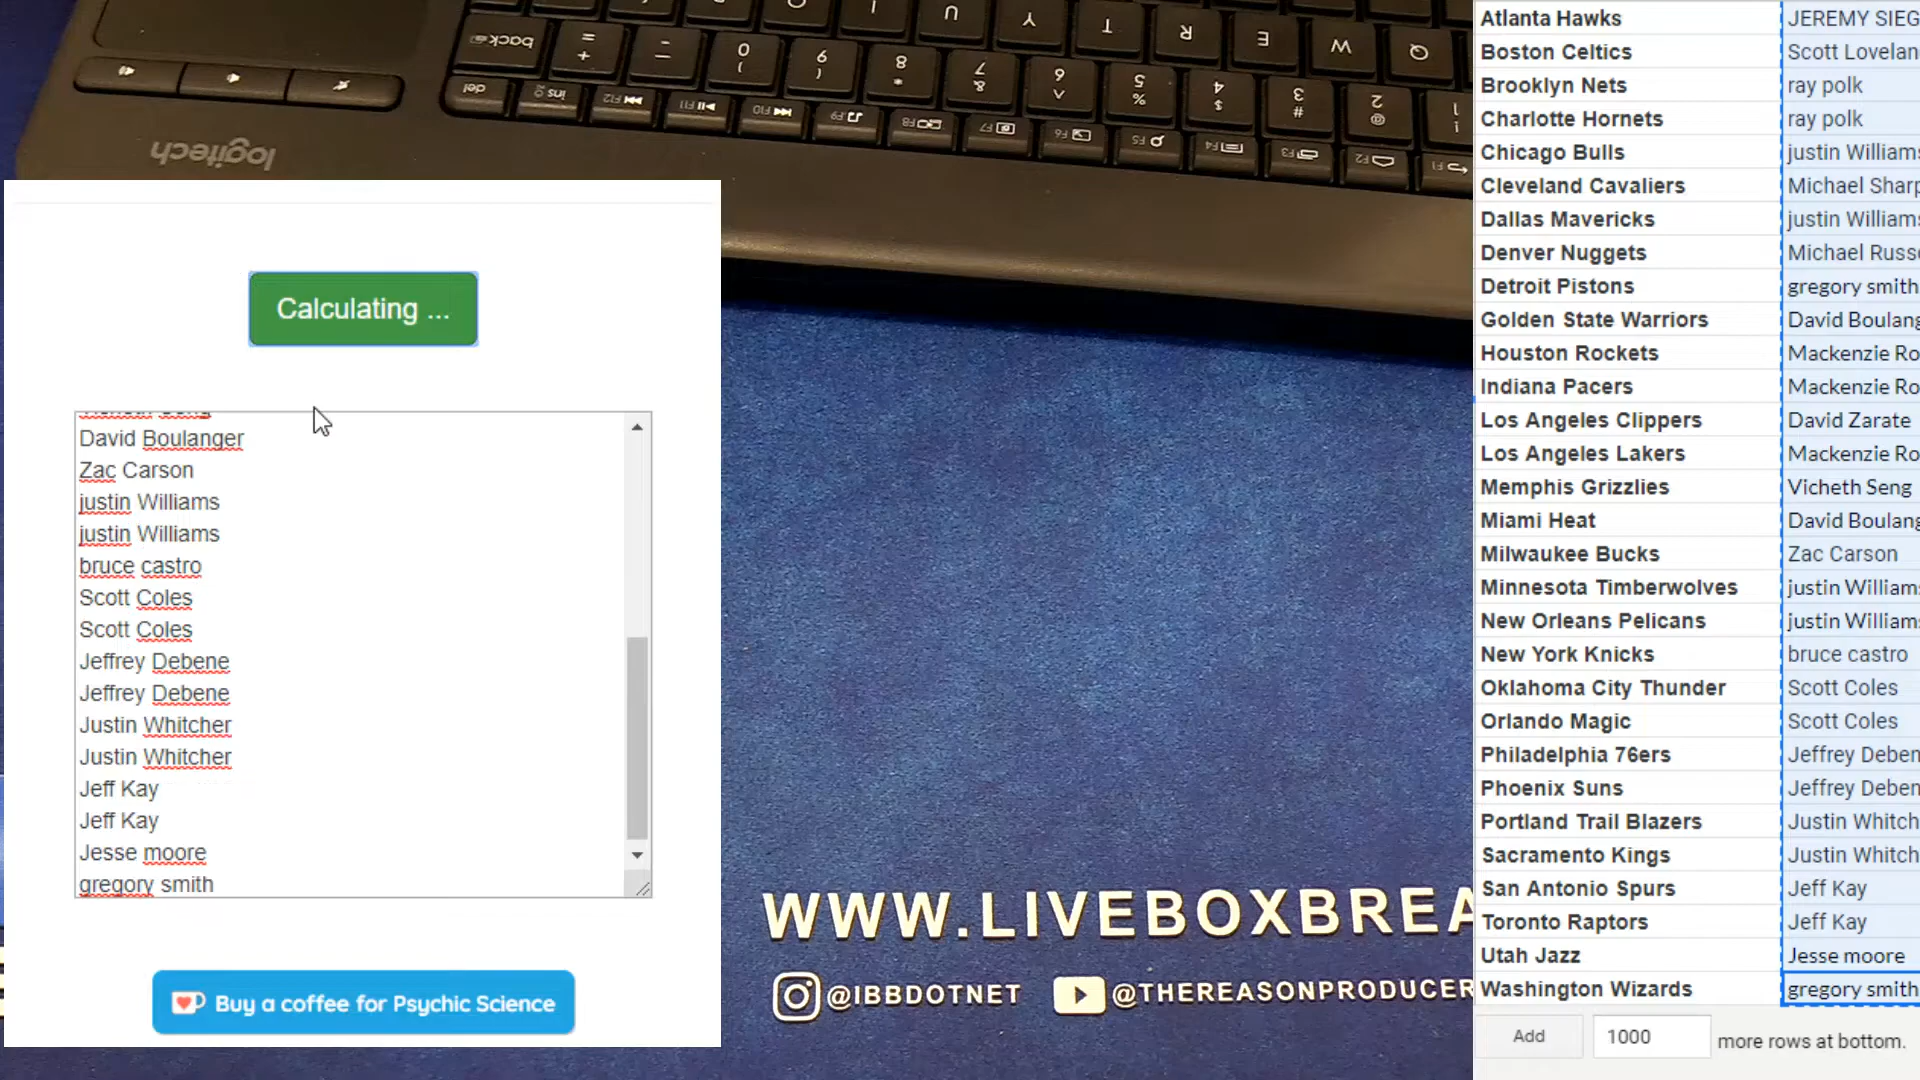 back
del
ins
logitech
Calculating ...
David Boulanger
Zac Carson
justin Williams
justin Williams
bruce castro
Scott Coles
Scott Coles
Jeffrey Debene
Jeffrey Debene
Justin Whitcher
Justin Whitcher
Jeff Kay
Jeff Kay
Jesse moore
gregory smith
Buy a coffee for Psychic Science
WWW.LIVEBOXBREA
@IBBDOTNET @THEREASONPRODUCER
Atlanta Hawks JEREMY SIEG
Boston Celtics Scott Lovelan
Brooklyn Nets ray polk
Charlotte Hornets ray polk
Chicago Bulls justin Williams
Cleveland Cavaliers Michael Sharp
Dallas Mavericks justin Williams
Denver Nuggets Michael Russ
Detroit Pistons gregory smith
Golden State Warriors David Boulang
Houston Rockets Mackenzie Ro
Indiana Pacers Mackenzie Ro
Los Angeles Clippers David Zarate
Los Angeles Lakers Mackenzie Ro
Memphis Grizzlies Vicheth Seng
Miami Heat David Boulang
Milwaukee Bucks Zac Carson
Minnesota Timberwolves justin Williams
New Orleans Pelicans justin Williams
New York Knicks bruce castro
Oklahoma City Thunder Scott Coles
Orlando Magic Scott Coles
Philadelphia 76ers Jeffrey Deben
Phoenix Suns Jeffrey Deben
Portland Trail Blazers Justin Whitch
Sacramento Kings Justin Whitch
San Antonio Spurs Jeff Kay
Toronto Raptors Jeff Kay
Utah Jazz Jesse moore
Washington Wizards gregory smith
Add 1000 more rows at bottom.